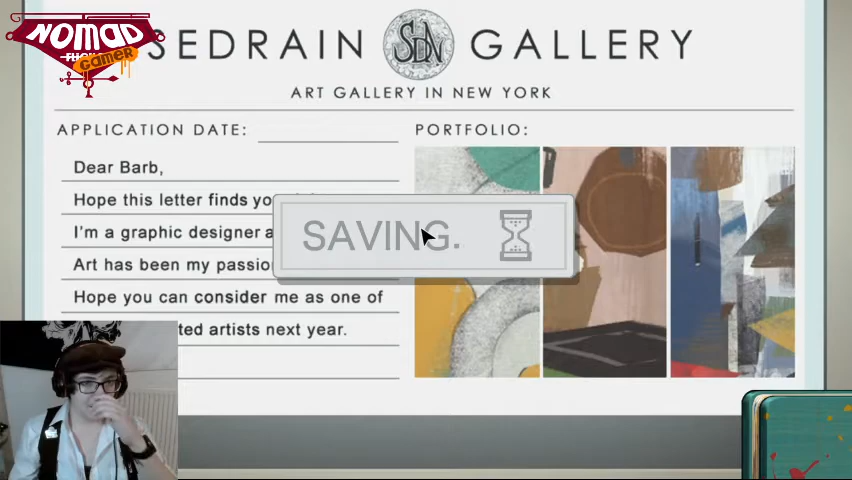 NOMAD
GAMER
SEDRAIN SDN GALLERY
ART GALLERY IN NEW YORK
APPLICATION DATE:
PORTFOLIO:
Dear Barb,
Hope this letter finds
I'm a graphic designer
Art has been my passio
Hope you can consider me as one of
ted artists next year.
SAVING.